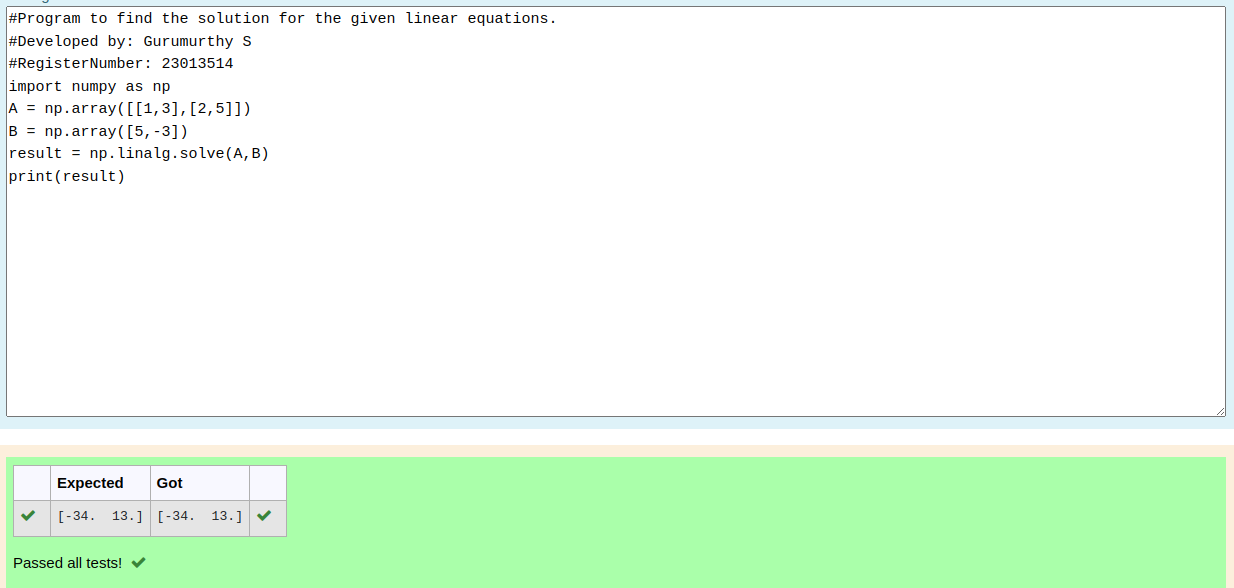 #Program to find the solution for the given linear equations.
#Developed by: Gurumurthy S
#RegisterNumber: 23013514
import numpy as np
A = np.array([[1,3],[2,5]])
B = np.array([5,-3])
result = np.linalg.solve(A,B)
print(result)
Expected Got
[-34.  13.] [-34.  13.]
Passed all tests!